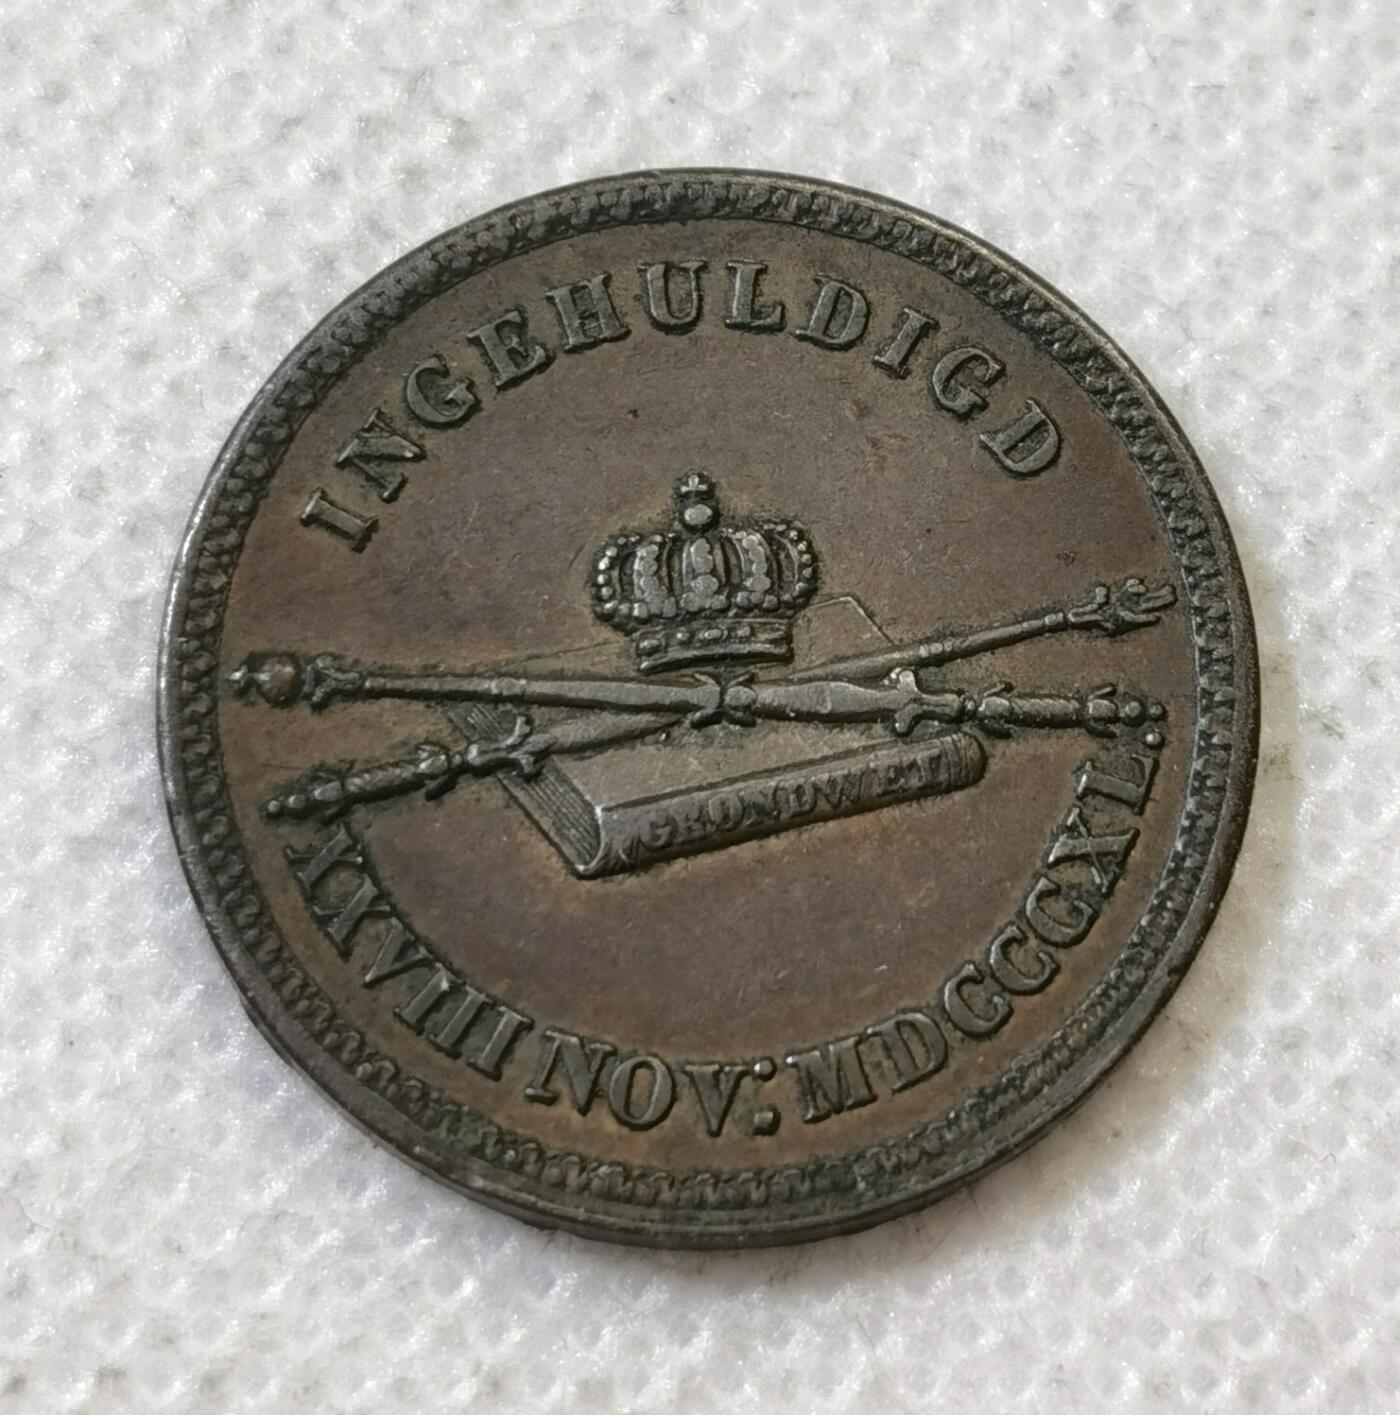 INGEHULDIGD
GRONDWET
XXVIII NOV: MDCCCXL.